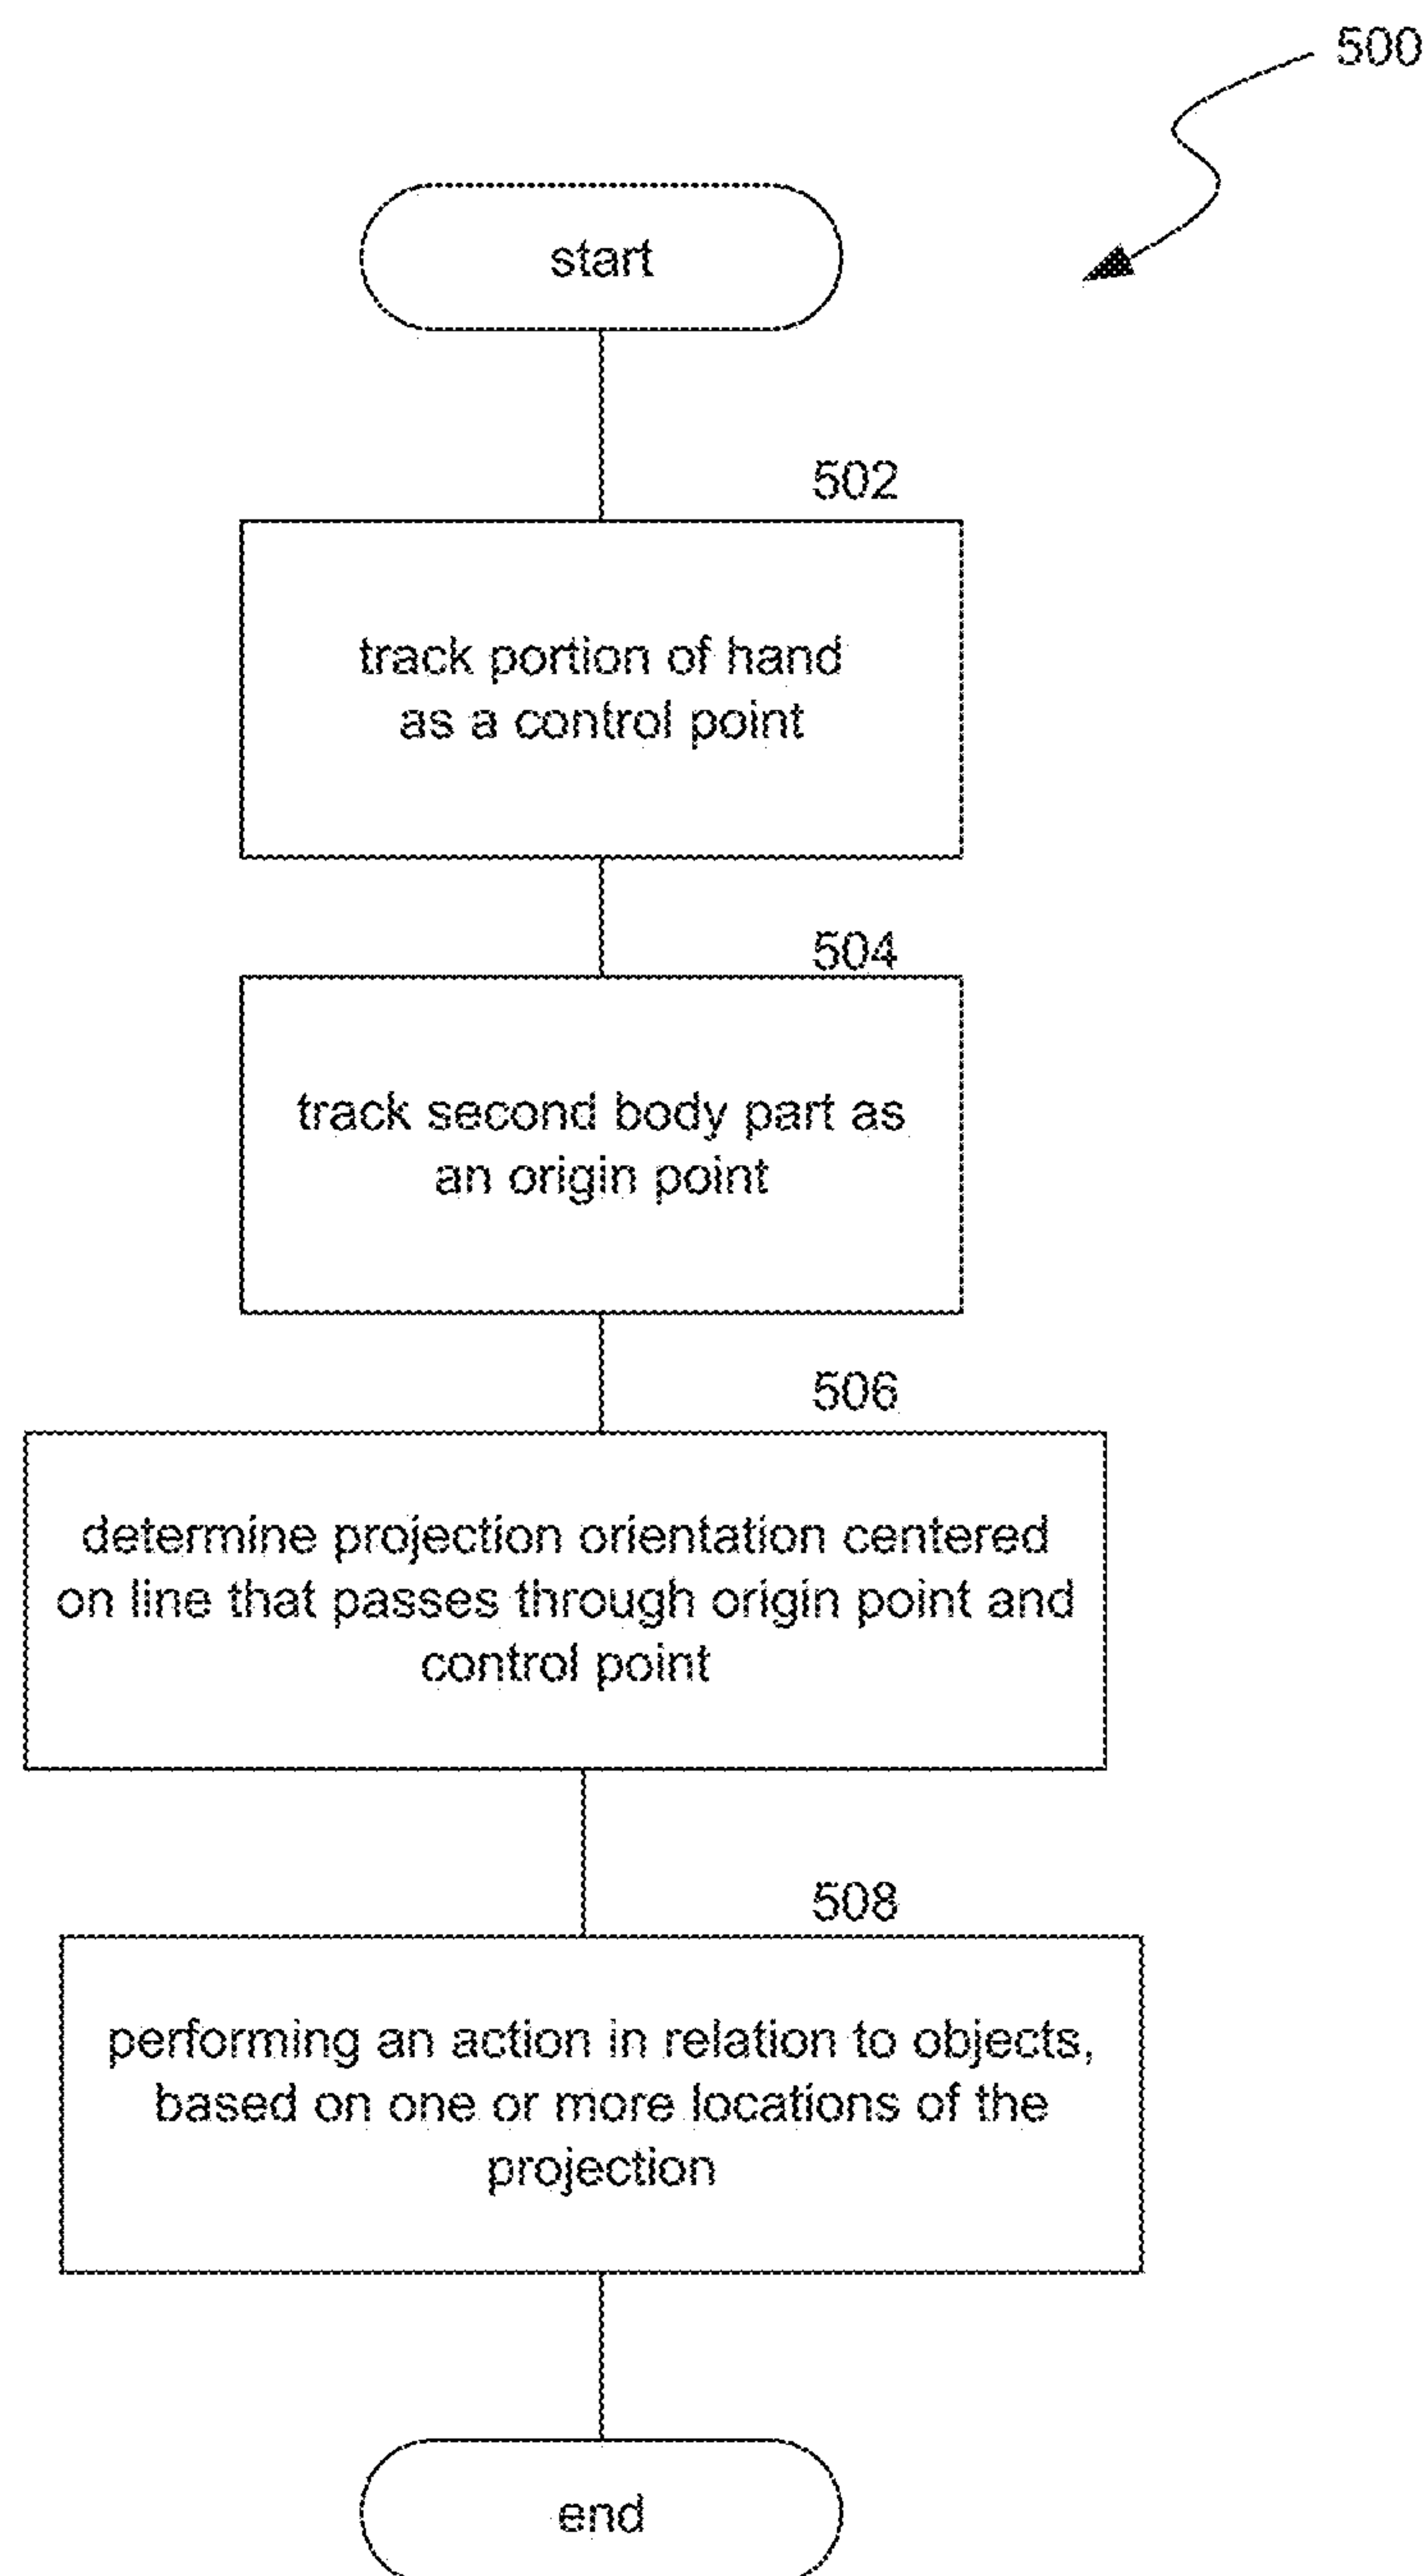 500
start
502
track portion of hand
as a control point
504
track second body part as
an origin point
506
determine projection orientation centered
on line that passes through origin point and
control point
508
performing an action in relation to objects,
based on one or more locations of the
projection
end